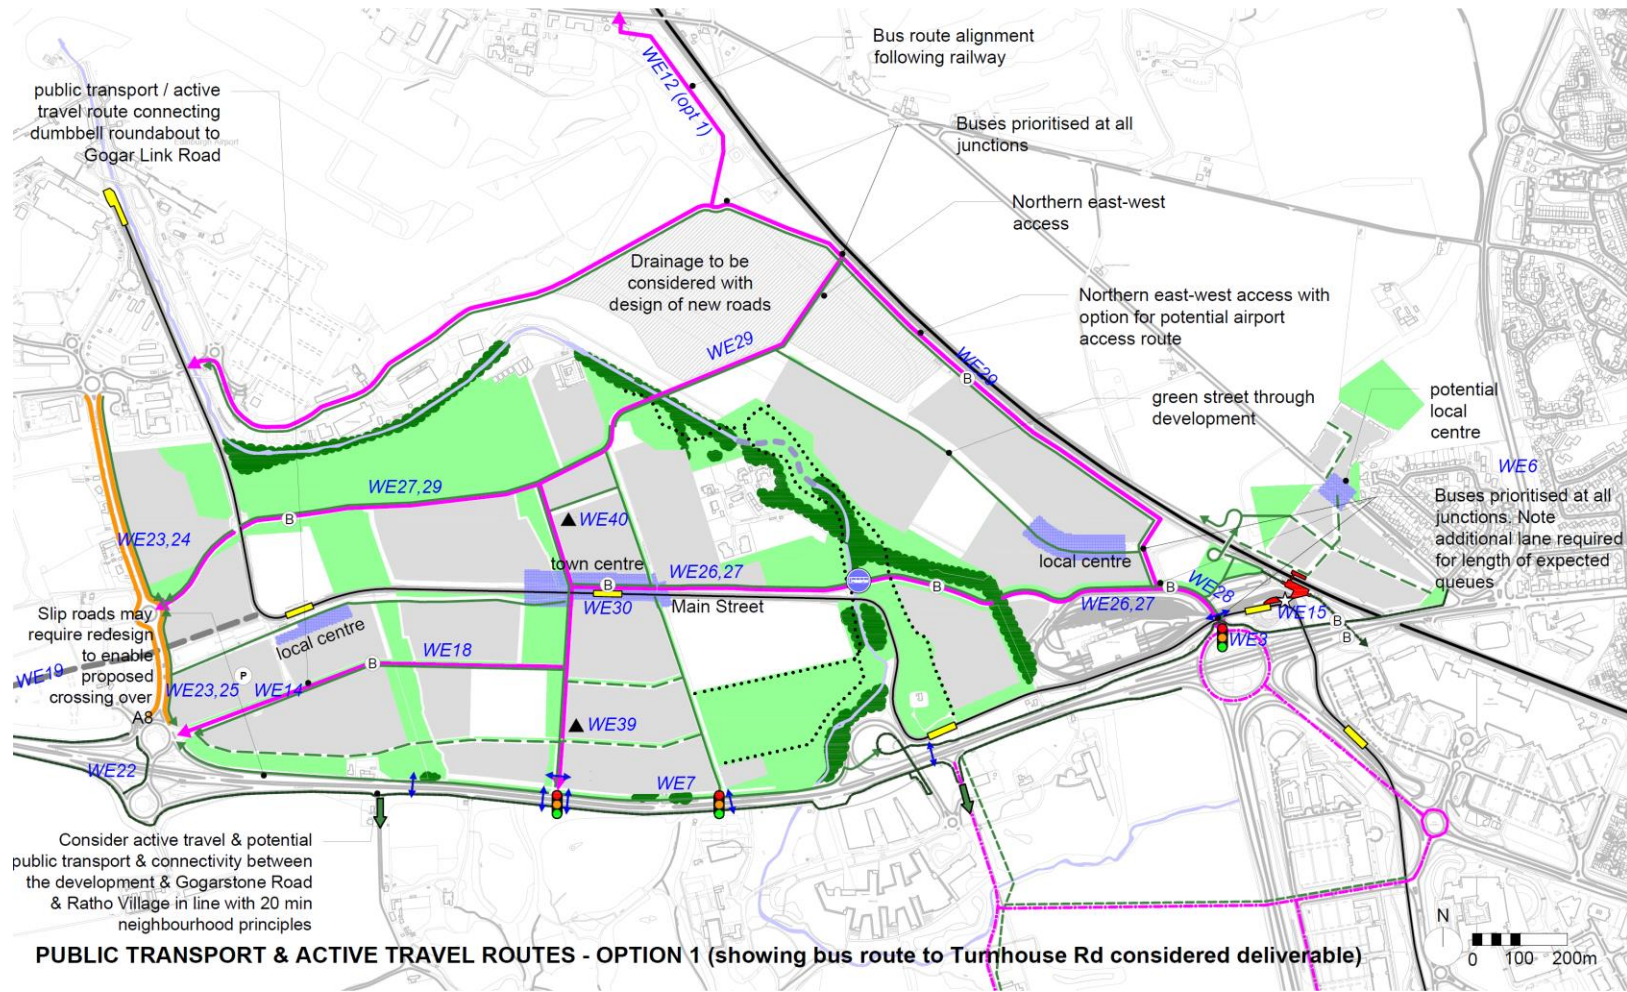 Bus route alignment
following railway
WE12 (opt 1)
public transport / active
travel route connecting
dumbbell roundabout to
Gogar Link Road
Edinburgh Airport
Buses prioritised at all
junctions
Northern east-west
access
Drainage to be
considered with
design of new roads
Northern east-west access with
option for potential airport
access route
WE29
WE29
B
green street through
development
potential
local
centre
WE6
Buses prioritised at all
junctions. Note
additional lane required
for length of expected
queues
WE27,29
B
WE40
WE23,24
town centre
B
WE26,27
WE30
Main Street
B
local centre
B
WE26,27
WE28
WE15
WE3
B
B
Slip roads may
require redesign
to enable
proposed
crossing over
A8
local centre
WE19
P
WE23,25
WE14
B
WE18
WE39
WE22
WE7
Consider active travel & potential
public transport & connectivity between
the development & Gogarstone Road
& Ratho Village in line with 20 min
neighbourhood principles
N
0 100 200m
PUBLIC TRANSPORT & ACTIVE TRAVEL ROUTES - OPTION 1 (showing bus route to Turnhouse Rd considered deliverable)